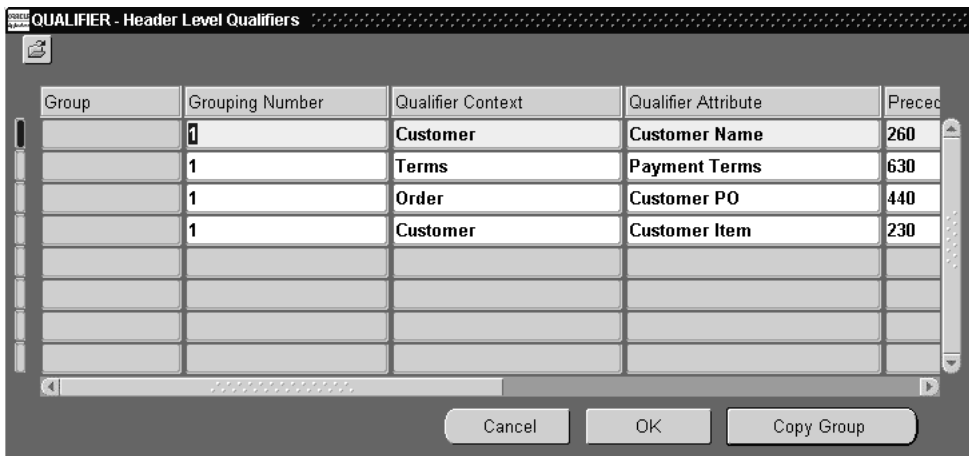 ORACLE QUALIFIER - Header Level Qualifiers
Group Grouping Number Qualifier Context Qualifier Attribute Preced
1 Customer Customer Name 260
1 Terms Payment Terms 630
1 Order Customer PO 440
1 Customer Customer Item 230
Cancel OK Copy Group